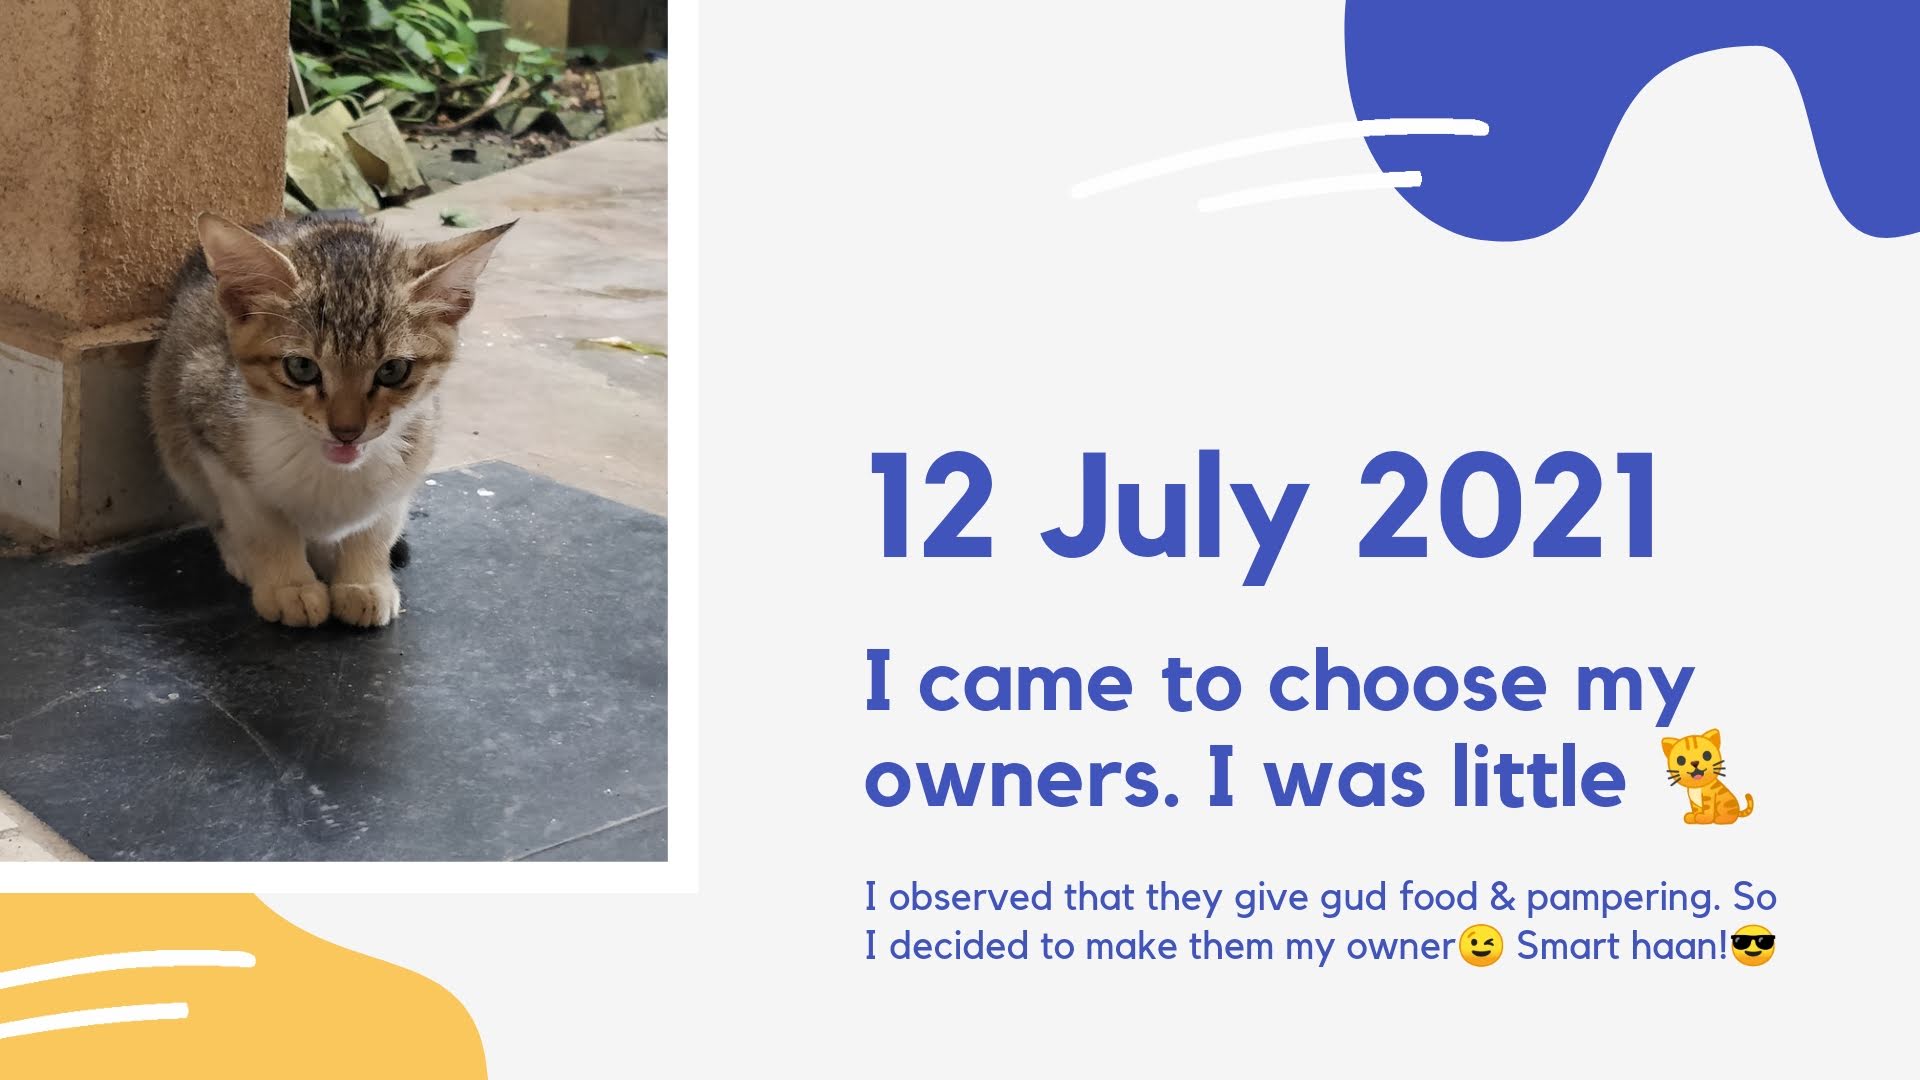 12 July 2021
I came to choose my
owners. I was little 🐈
I observed that they give gud food & pampering. So
I decided to make them my owner😉 Smart haan!😎